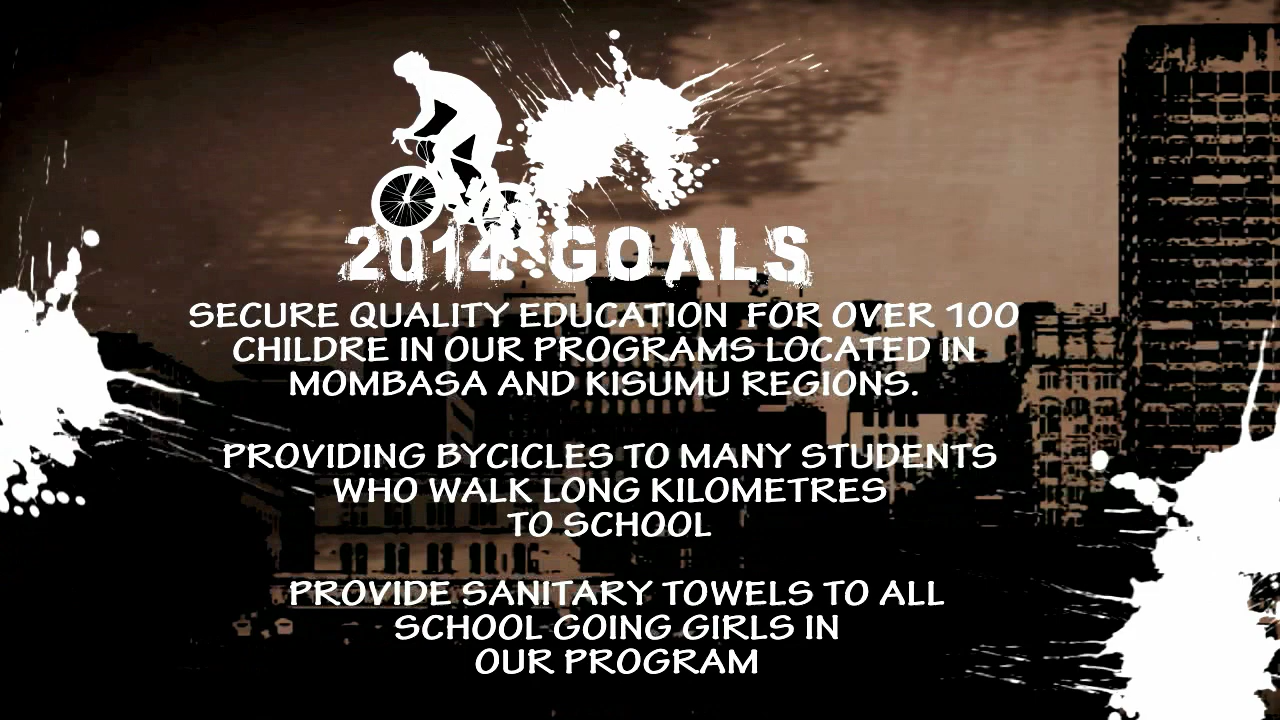 2014 GOALS
SECURE QUALITY EDUCATION FOR OVER 100
CHILDRE IN OUR PROGRAMS LOCATED IN
MOMBASA AND KISUMU REGIONS.
PROVIDING BYCICLES TO MANY STUDENTS
WHO WALK LONG KILOMETRES
TO SCHOOL
PROVIDE SANITARY TOWELS TO ALL
SCHOOL GOING GIRLS IN
OUR PROGRAM